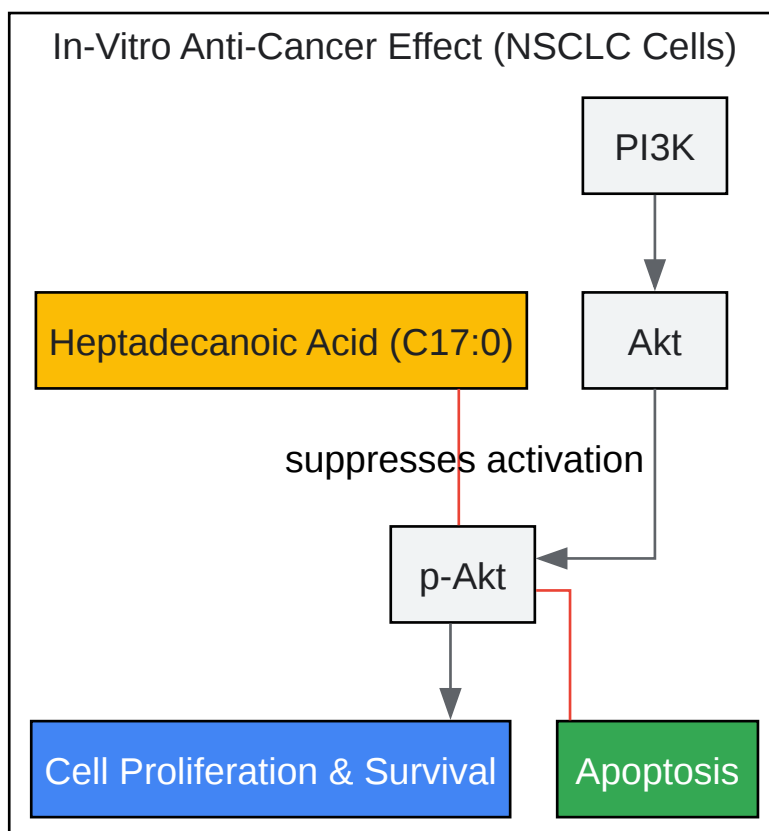 In-Vitro Anti-Cancer Effect (NSCLC Cells)
PI3K
Heptadecanoic Acid (C17:0)
Akt
suppresses activation
p-Akt
Cell Proliferation & Survival
Apoptosis